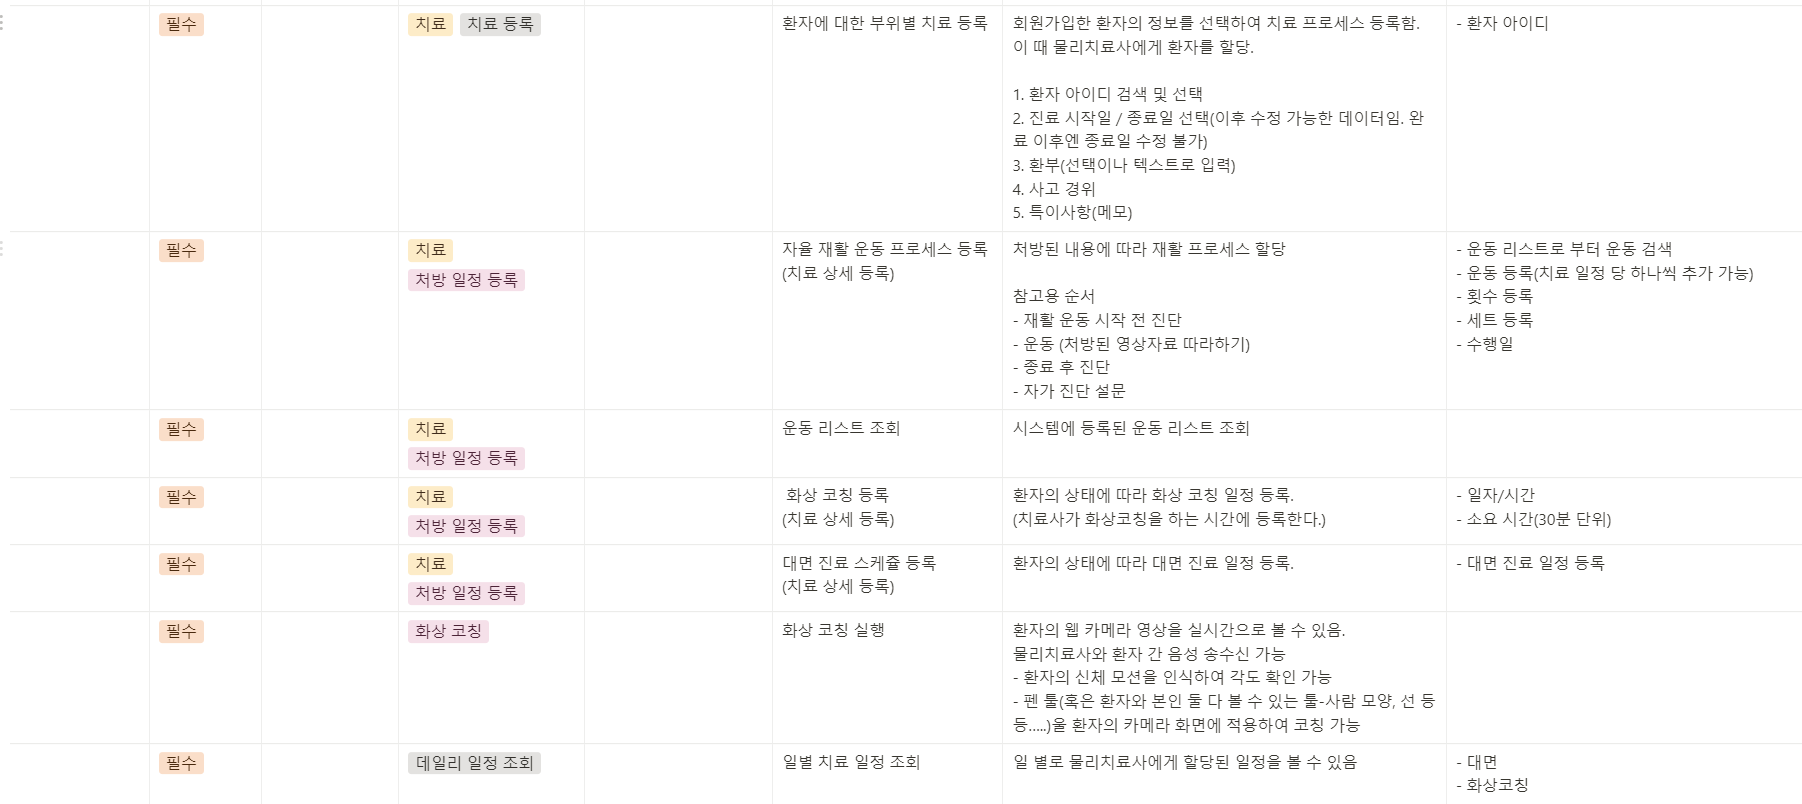 필수
치료 치료 등록
환자에 대한 부위별 치료 등록
회원가입한 환자의 정보를 선택하여 치료 프로세스 등록함.
이 때 물리치료사에게 환자를 할당.
1. 환자 아이디 검색 및 선택
2. 진료 시작일 / 종료일 선택(이후 수정 가능한 데이터임. 완
료 이후엔 종료일 수정 불가)
3. 환부(선택이나 텍스트로 입력)
4. 사고 경위
5. 특이사항(메모)
- 환자 아이디
필수
치료
처방 일정 등록
자율 재활 운동 프로세스 등록
(치료 상세 등록)
처방된 내용에 따라 재활 프로세스 할당
참고용 순서
- 재활 운동 시작 전 진단
- 운동 (처방된 영상자료 따라하기)
- 종료 후 진단
- 자가 진단 설문
- 운동 리스트로 부터 운동 검색
- 운동 등록(치료 일정 당 하나씩 추가 가능)
- 횟수 등록
- 세트 등록
- 수행일
필수
치료
처방 일정 등록
운동 리스트 조회
시스템에 등록된 운동 리스트 조회
필수
치료
처방 일정 등록
화상 코칭 등록
(치료 상세 등록)
환자의 상태에 따라 화상 코칭 일정 등록.
(치료사가 화상코칭을 하는 시간에 등록한다.)
- 일자/시간
- 소요 시간(30분 단위)
필수
치료
처방 일정 등록
대면 진료 스케쥴 등록
(치료 상세 등록)
환자의 상태에 따라 대면 진료 일정 등록.
- 대면 진료 일정 등록
필수
화상 코칭
화상 코칭 실행
환자의 웹 카메라 영상을 실시간으로 볼 수 있음.
물리치료사와 환자 간 음성 송수신 가능
- 환자의 신체 모션을 인식하여 각도 확인 가능
- 펜 툴(혹은 환자와 본인 둘 다 볼 수 있는 툴-사람 모양, 선 등
등.....)울 환자의 카메라 화면에 적용하여 코칭 가능
필수
데일리 일정 조회
일별 치료 일정 조회
일 별로 물리치료사에게 할당된 일정을 볼 수 있음
- 대면
- 화상코칭